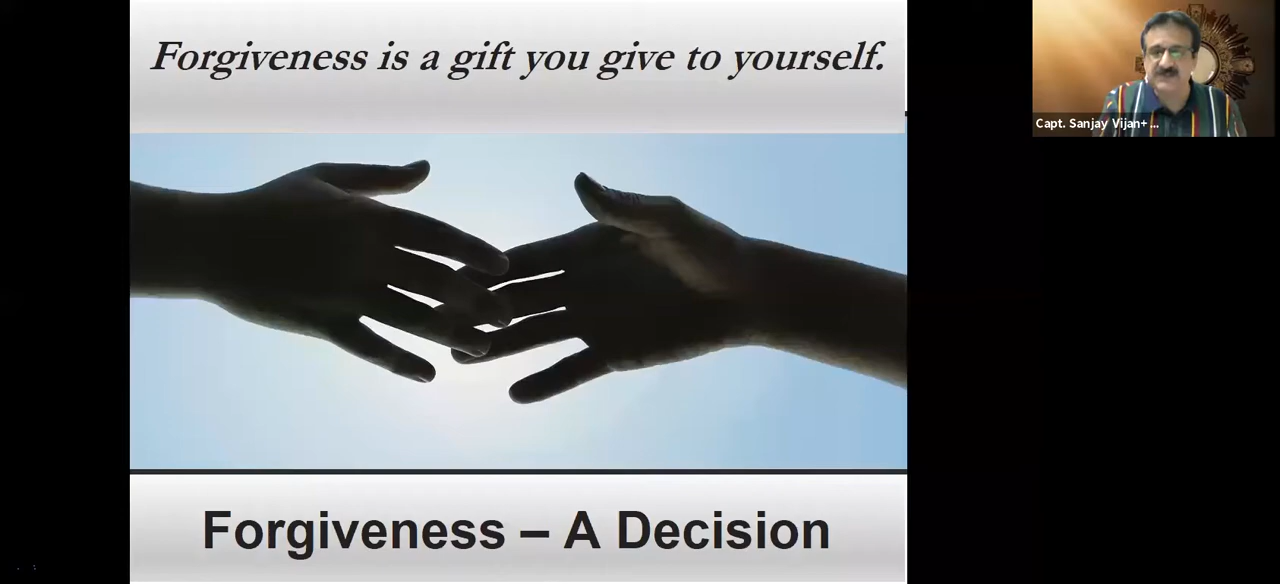 Forgiveness is a gift you give to yourself.
Capt. Sanjay Vijan+ ...
Forgiveness – A Decision